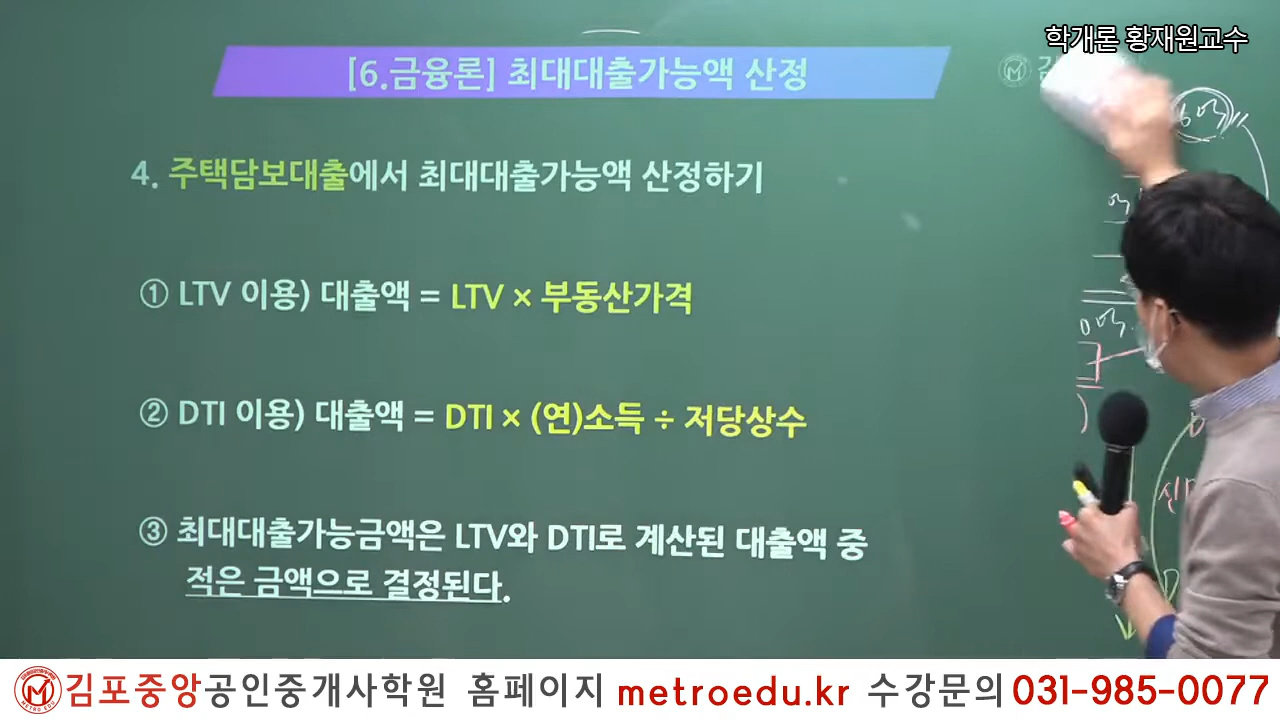 학개론 황재원교수
[6.금융론] 최대대출가능액 산정
4. 주택담보대출에서 최대대출가능액 산정하기
① LTV 이용) 대출액 = LTV × 부동산가격
② DTI 이용) 대출액 = DTI × (연)소득 ÷ 저당상수
③ 최대대출가능금액은 LTV와 DTI로 계산된 대출액 중
적은 금액으로 결정된다.
김포중앙공인중개사학원 홈페이지 metroedu.kr 수강문의 031-985-0077